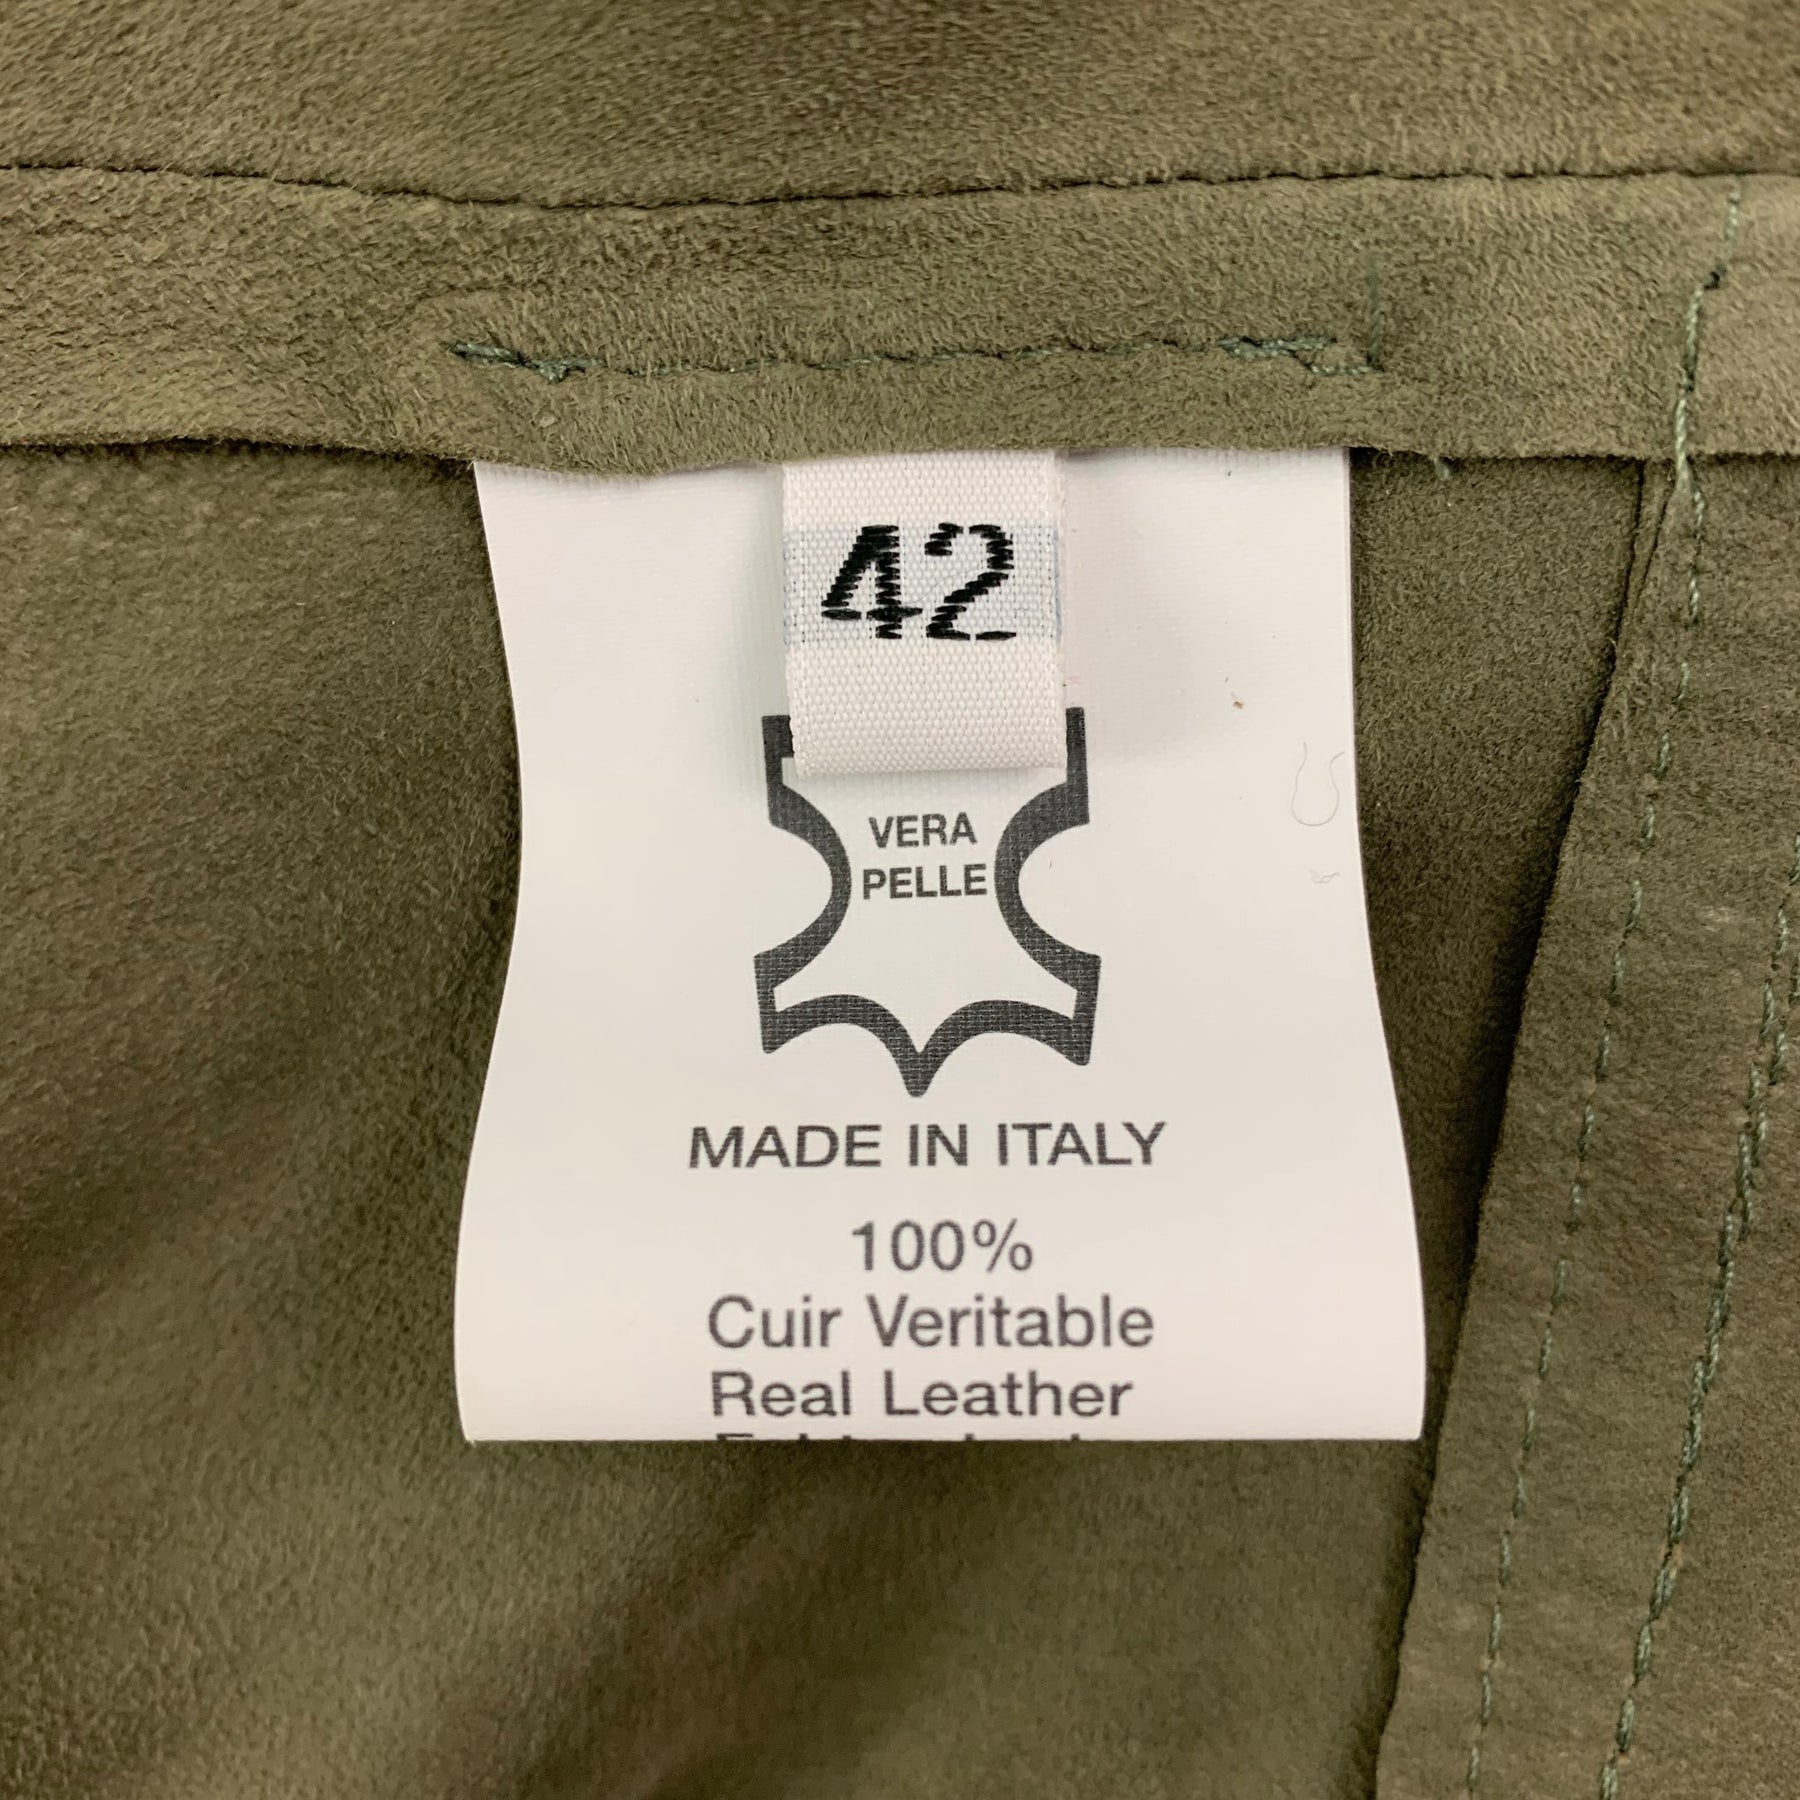 42
VERA
PELLE
MADE IN ITALY
100%
Cuir Veritable
Real Leather